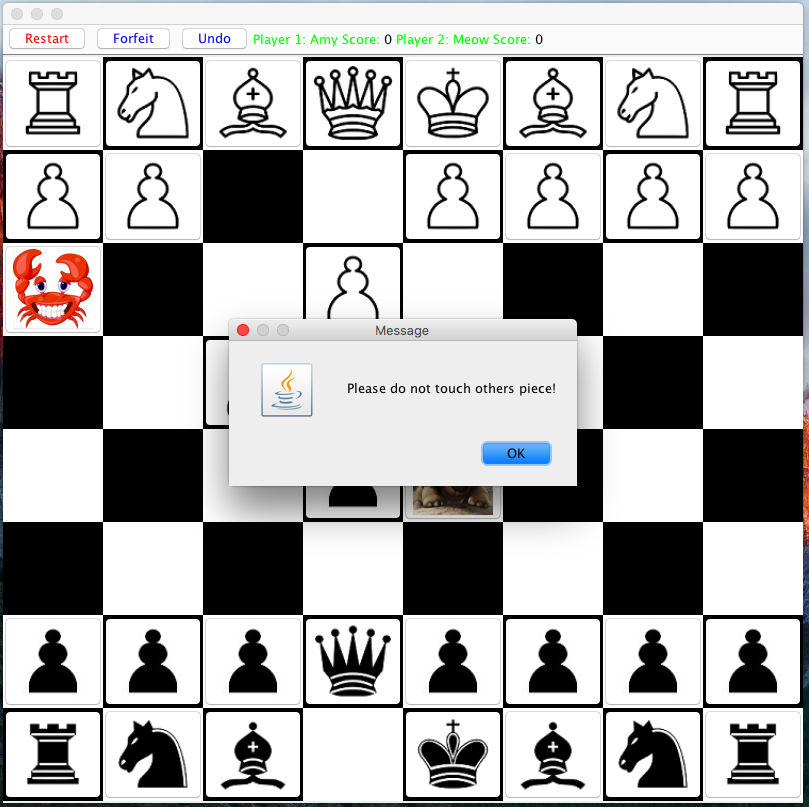 Restart Forfeit Undo Player 1: Amy Score: 0 Player 2: Meow Score: 0
Message
Please do not touch others piece!
OK